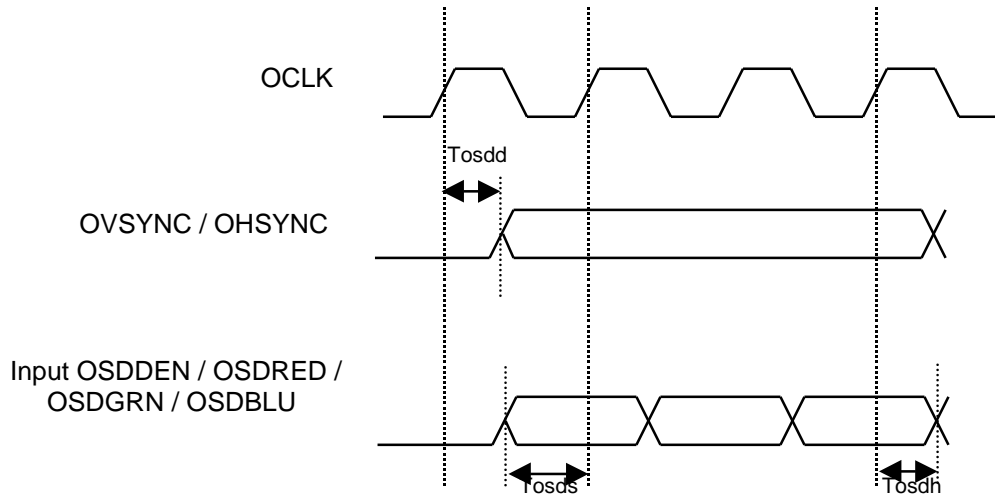 OCLK
Tosdd
OVSYNC / OHSYNC
Input OSDDEN / OSDRED /
OSDGRN / OSDBLU
Tosds
Tosdh